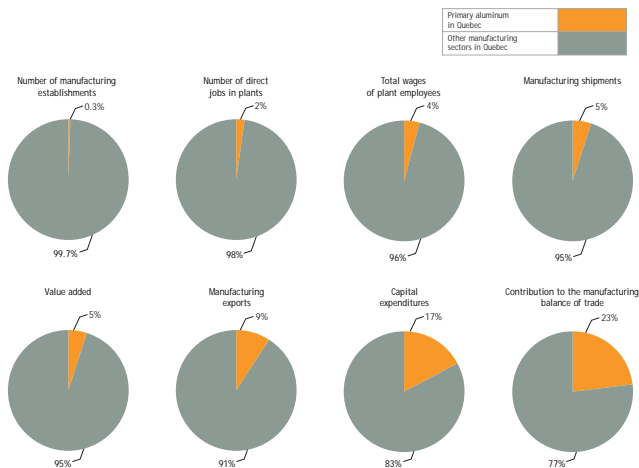 Primary aluminum
in Quebec
Other manufacturing
sectors in Quebec
Number of manufacturing
establishments
0.3%
99.7%
Number of direct
jobs in plants
2%
98%
Total wages
of plant employees
4%
96%
Manufacturing shipments
5%
95%
Value added
5%
95%
Manufacturing
exports
9%
91%
Capital
expenditures
17%
83%
Contribution to the manufacturing
balance of trade
23%
77%